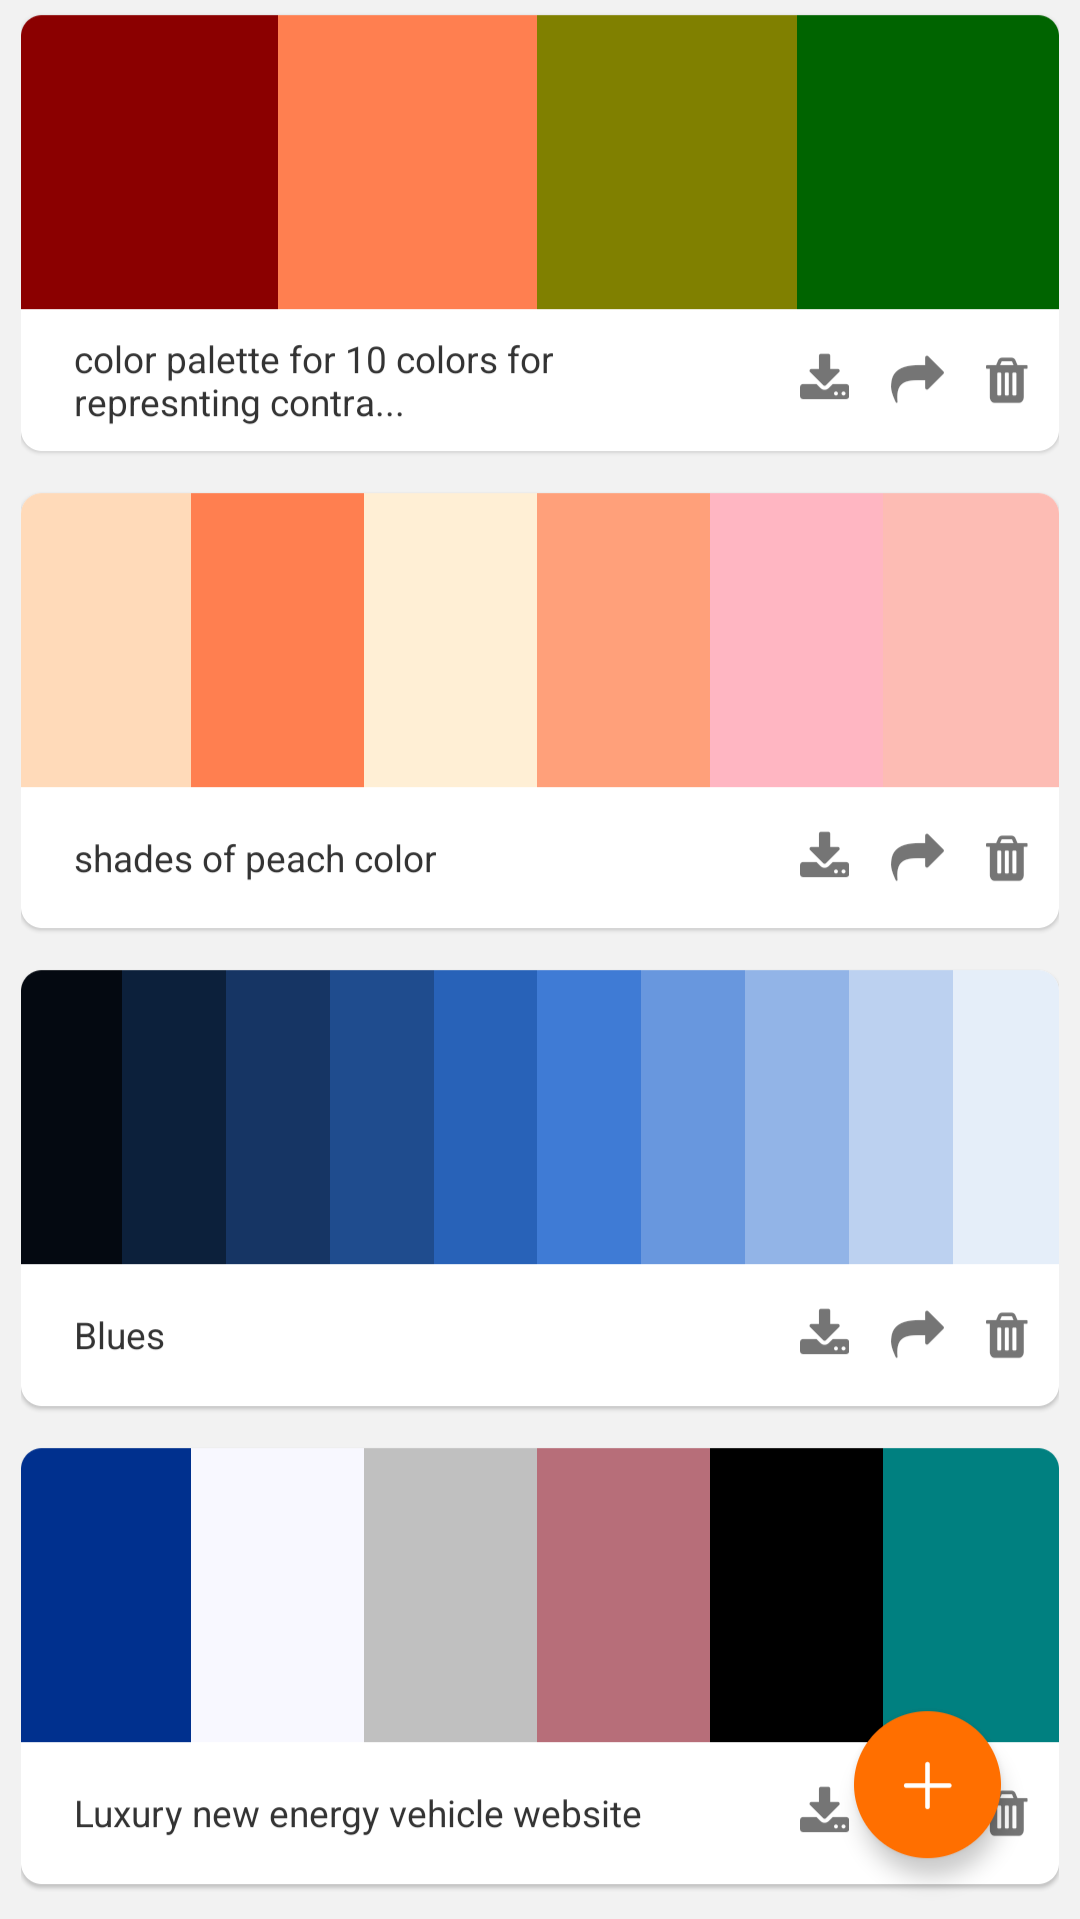 color palette for 10 colors for
represnting contra...
shades of peach color
Blues
Luxury new energy vehicle website